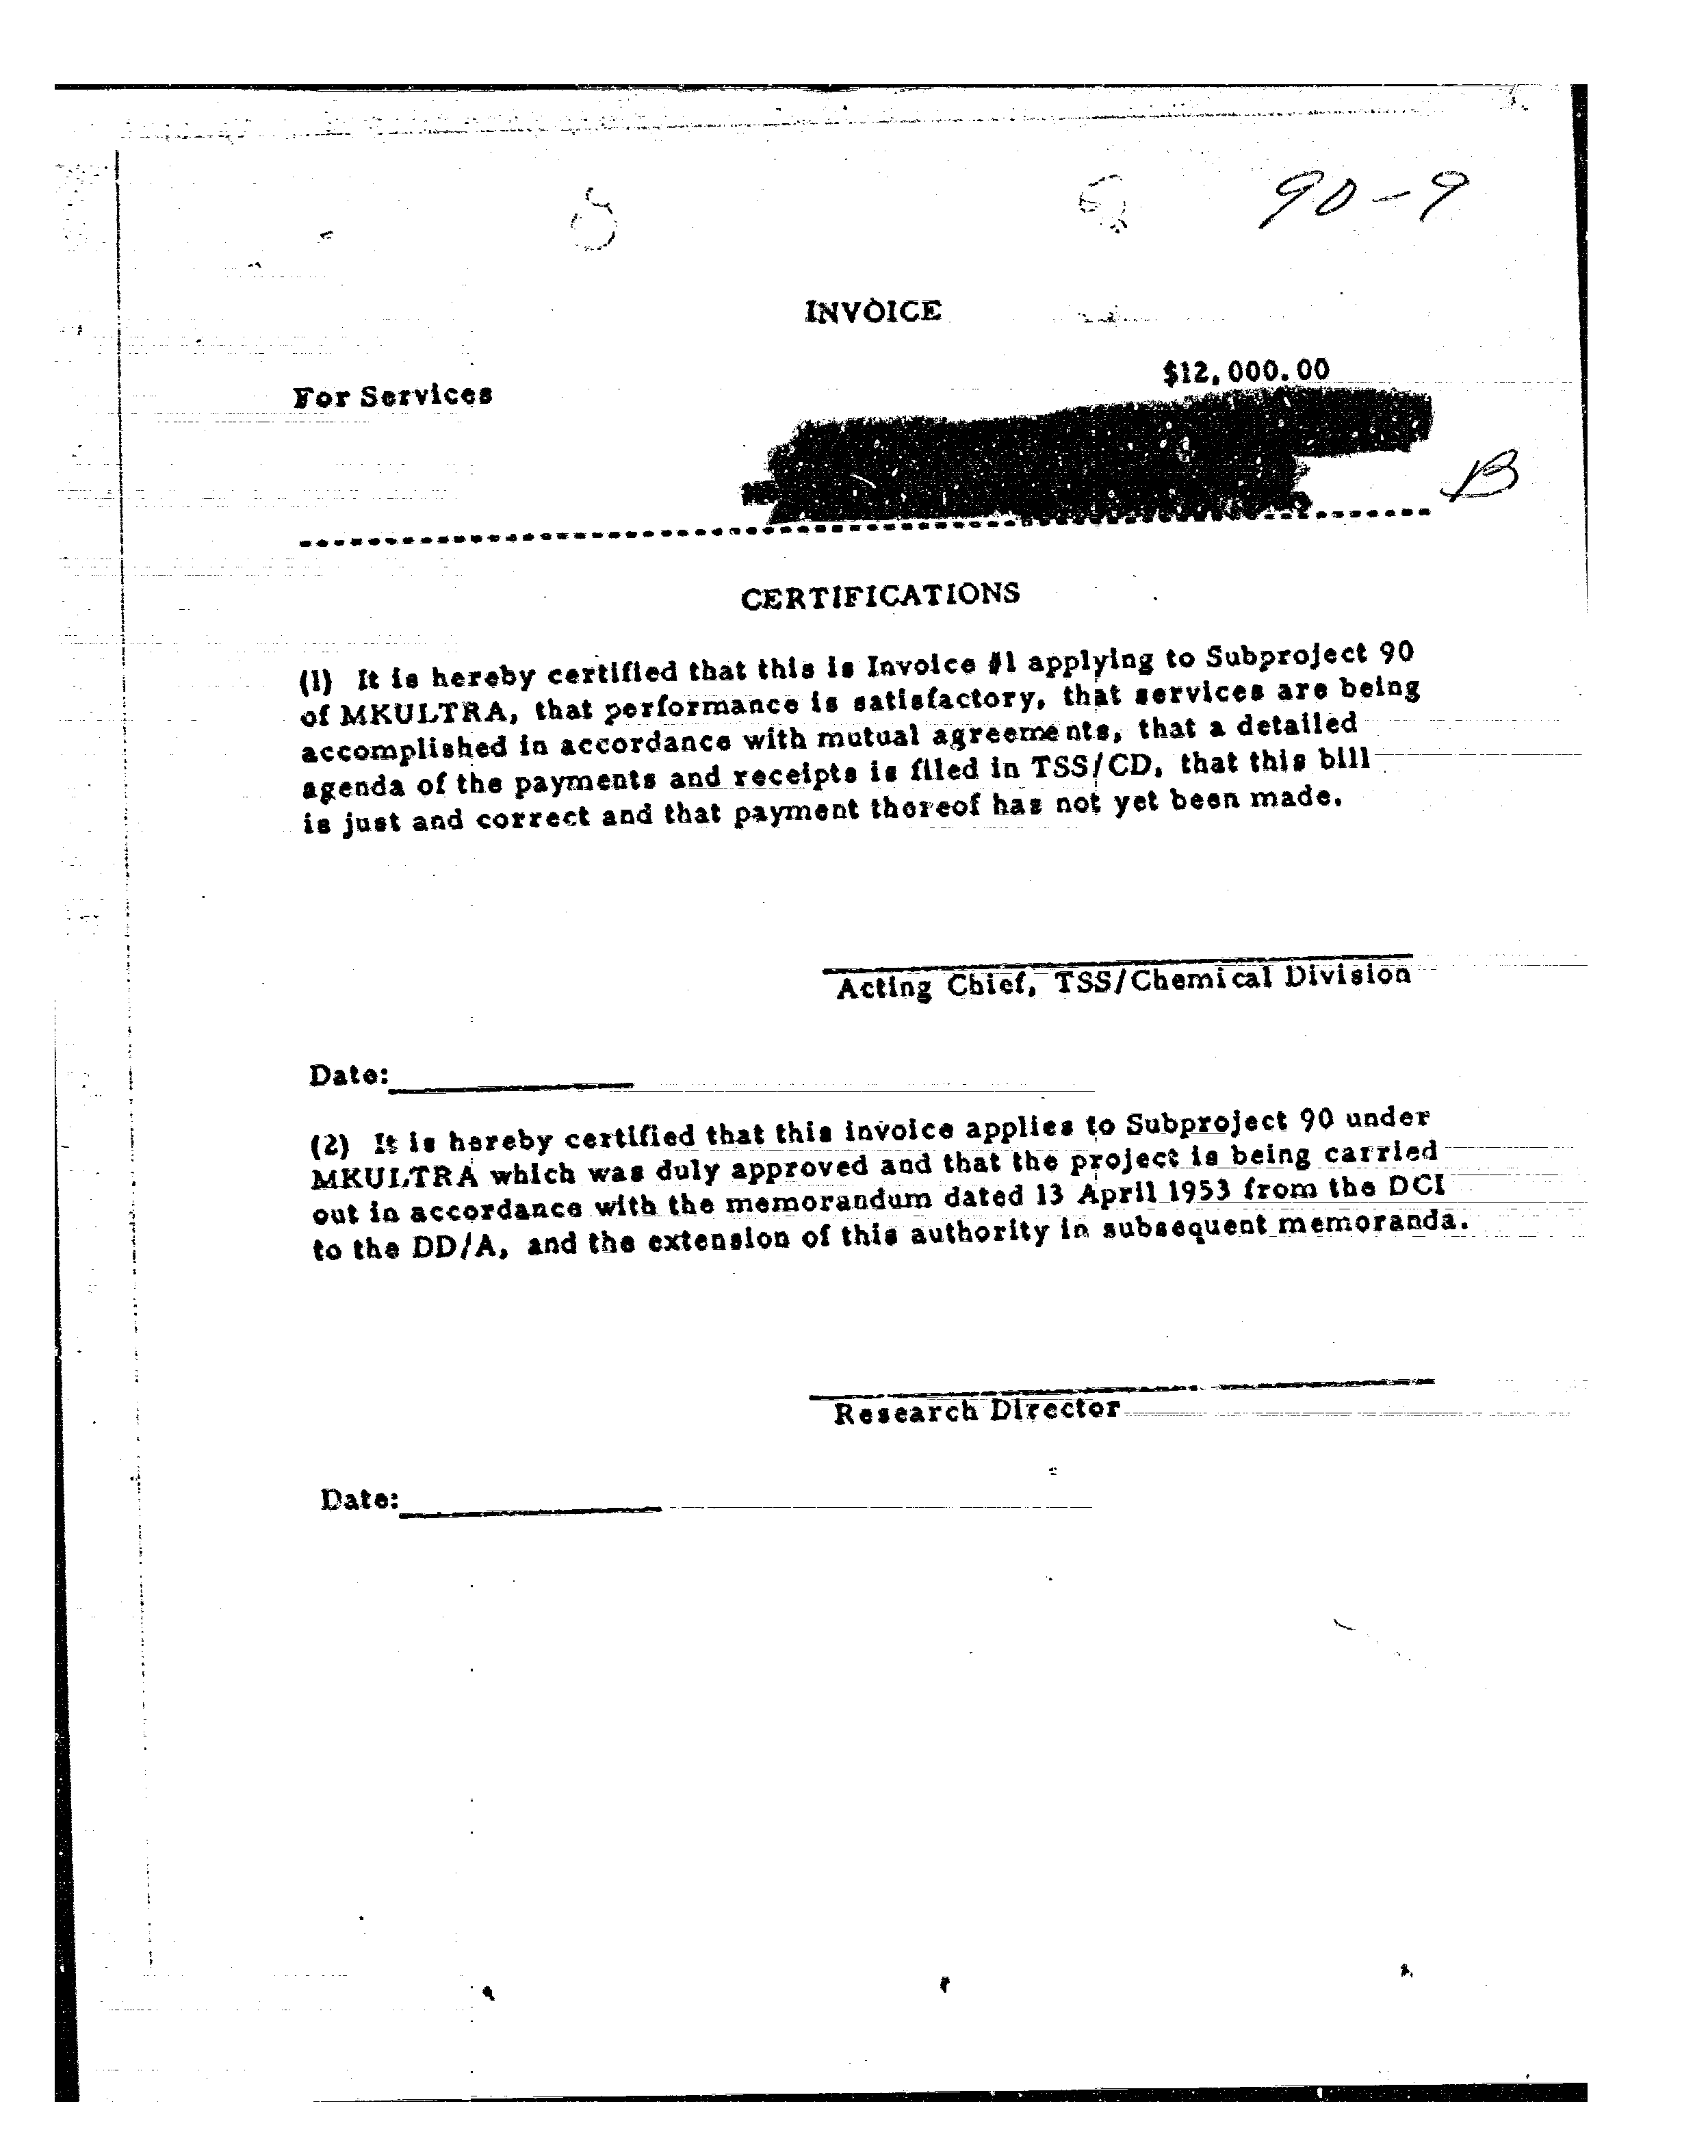 90-9
INVOICE
$12,000.00
For Services
B
CERTIFICATIONS
(1) It is hereby certified that this is Invoice #1 applying to Subproject 90
of MKULTRA, that performance is satisfactory, that services are being
accomplished in accordance with mutual agreements, that a detailed
agenda of the payments and receipts is filed in TSS/CD, that this bill
is just and correct and that payment thereof has not yet been made.
Acting Chief, TSS/Chemical Division
Date:
(2) It is hereby certified that this invoice applies to Subproject 90 under
MKULTRA which was duly approved and that the project is being carried
out in accordance with the memorandum dated 13 April 1953 from the DCI
to the DD/A, and the extension of this authority in subsequent memoranda.
Research Director
Date: